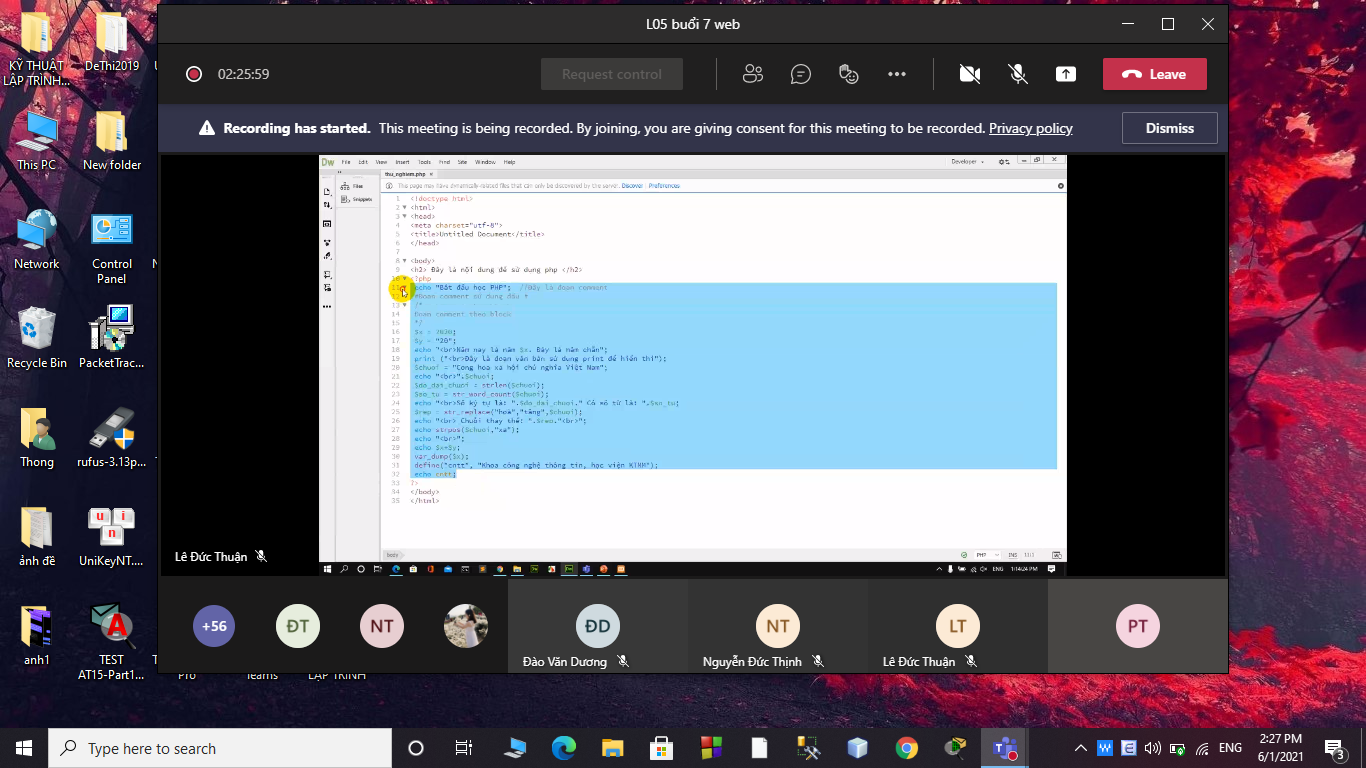 KỸ THUẬT
LẬP TRÌNH...
DeThi2019
This PC
New folder
Network
Control
Panel
Recycle Bin
PacketTrac...
Thong
rufus-3.13p...
ảnh đề
UniKeyNT...
anh1
TEST
AT15-Part1...
Pro
Teams
LẬP TRÌNH
L05 buổi 7 web
02:25:59
Request control
Leave
Recording has started. This meeting is being recorded. By joining, you are giving consent for this meeting to be recorded. Privacy policy
Dismiss
Dw File Edit View Insert Tools Find Site Window Help
Developer
thu_nghiem.php
This page may have dynamically-related files that can only be discovered by the server. Discover Preferences
Files
Snippets
1 <!doctype html>
2 <html>
3 <head>
4 <meta charset="utf-8">
5 <title>Untitled Document</title>
6 </head>
7
8 <body>
9 <h2> Đây là nội dung để sử dụng php </h2>
10 <?php
11 echo "Bắt đầu học PHP"; //Đây là đoạn comment
12 #Đoạn comment sử dụng dấu #
13 /*
14 Đoạn comment theo block
15 */
16 $x = 2020;
17 $y = "20";
18 echo "<br>Năm nay là năm $x. Đây là năm chẵn";
19 print ("<br>Đây là đoạn văn bản sử dụng print để hiển thị");
20 $chuoi = "Cộng hoà xã hội chủ nghĩa Việt Nam";
21 echo "<br>".$chuoi;
22 $do_dai_chuoi = strlen($chuoi);
23 $so_tu = str_word_count($chuoi);
24 echo "<br>Số ký tự là: ".$do_dai_chuoi." Có số từ là: ".$so_tu;
25 $rep = str_replace("hoà","tăng",$chuoi);
26 echo "<br> Chuỗi thay thế: ".$rep."<br>";
27 echo strpos($chuoi,"xã");
28 echo "<br>";
29 echo $x+$y;
30 var_dump($x);
31 define("cntt", "Khoa công nghệ thông tin, học viện KTMM");
32 echo cntt;
33 ?>
34 </body>
35 </html>
body
PHP
INS
ENG
1:14:24 PM
Lê Đức Thuận
+56
ĐT
NT
ĐD
NT
LT
PT
Đào Văn Dương
Nguyễn Đức Thịnh
Lê Đức Thuận
Type here to search
ENG
2:27 PM
6/1/2021
3